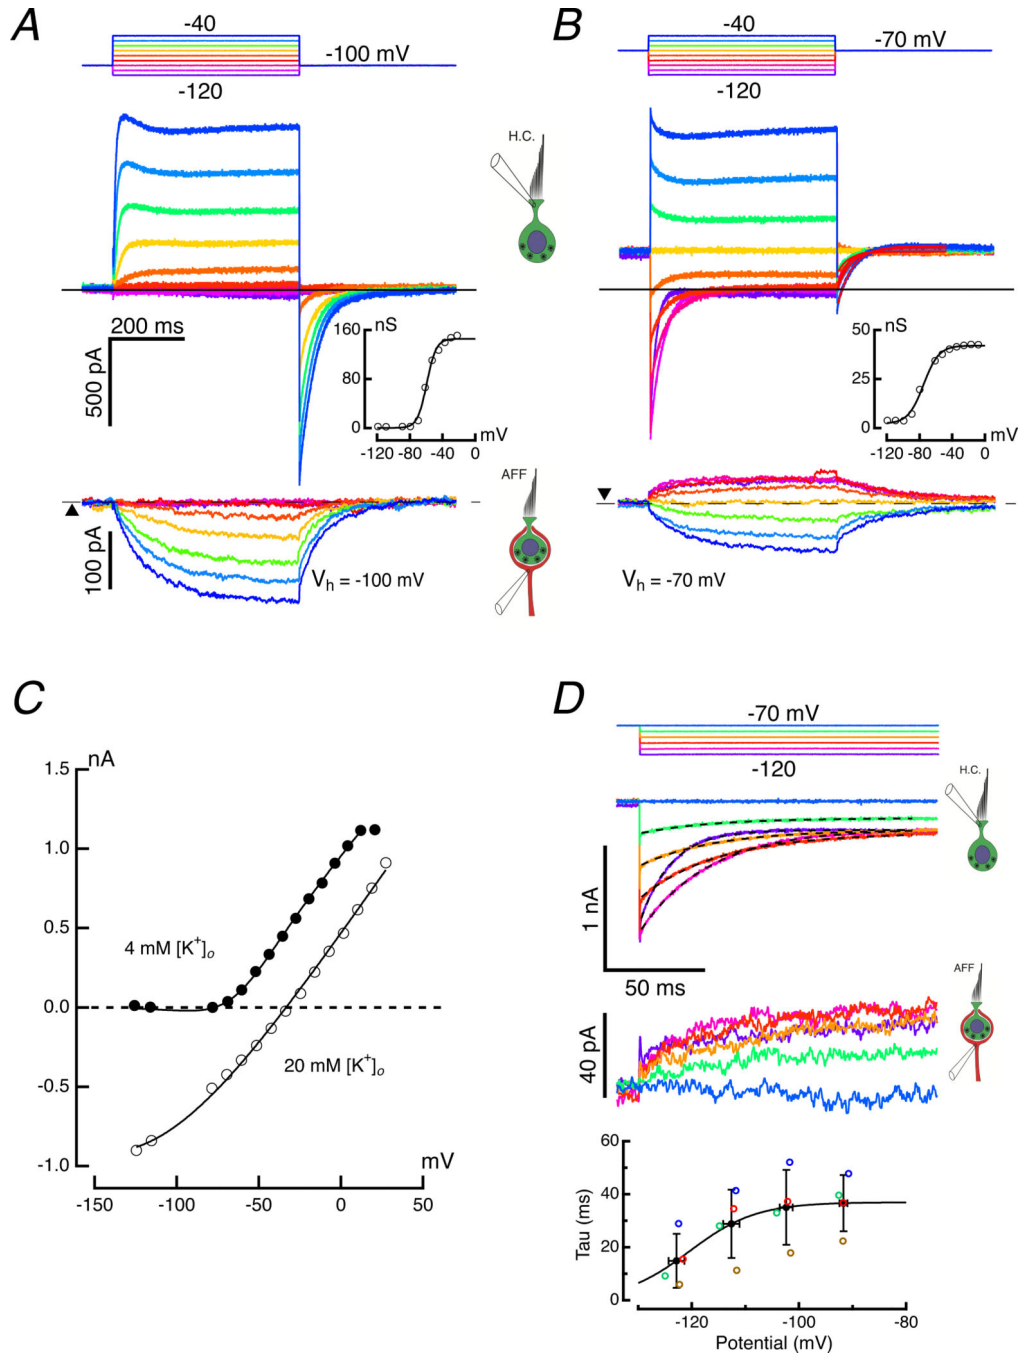 A
-40
-100 mV
-120
200 ms
500 pA
160
nS
80
0
-120
-80
-40
0
mV
100 pA
Vh = -100 mV
H.C.
AFF
B
-40
-70 mV
-120
50
nS
25
0
-120
-80
-40
0
mV
Vh = -70 mV
C
nA
1.5
1.0
0.5
0.0
-0.5
-1.0
4 mM [K+]o
20 mM [K+]o
mV
-150
-100
-50
0
50
D
-70 mV
-120
H.C.
1 nA
50 ms
AFF
40 pA
60
40
20
0
Tau (ms)
-120
-100
-80
Potential (mV)